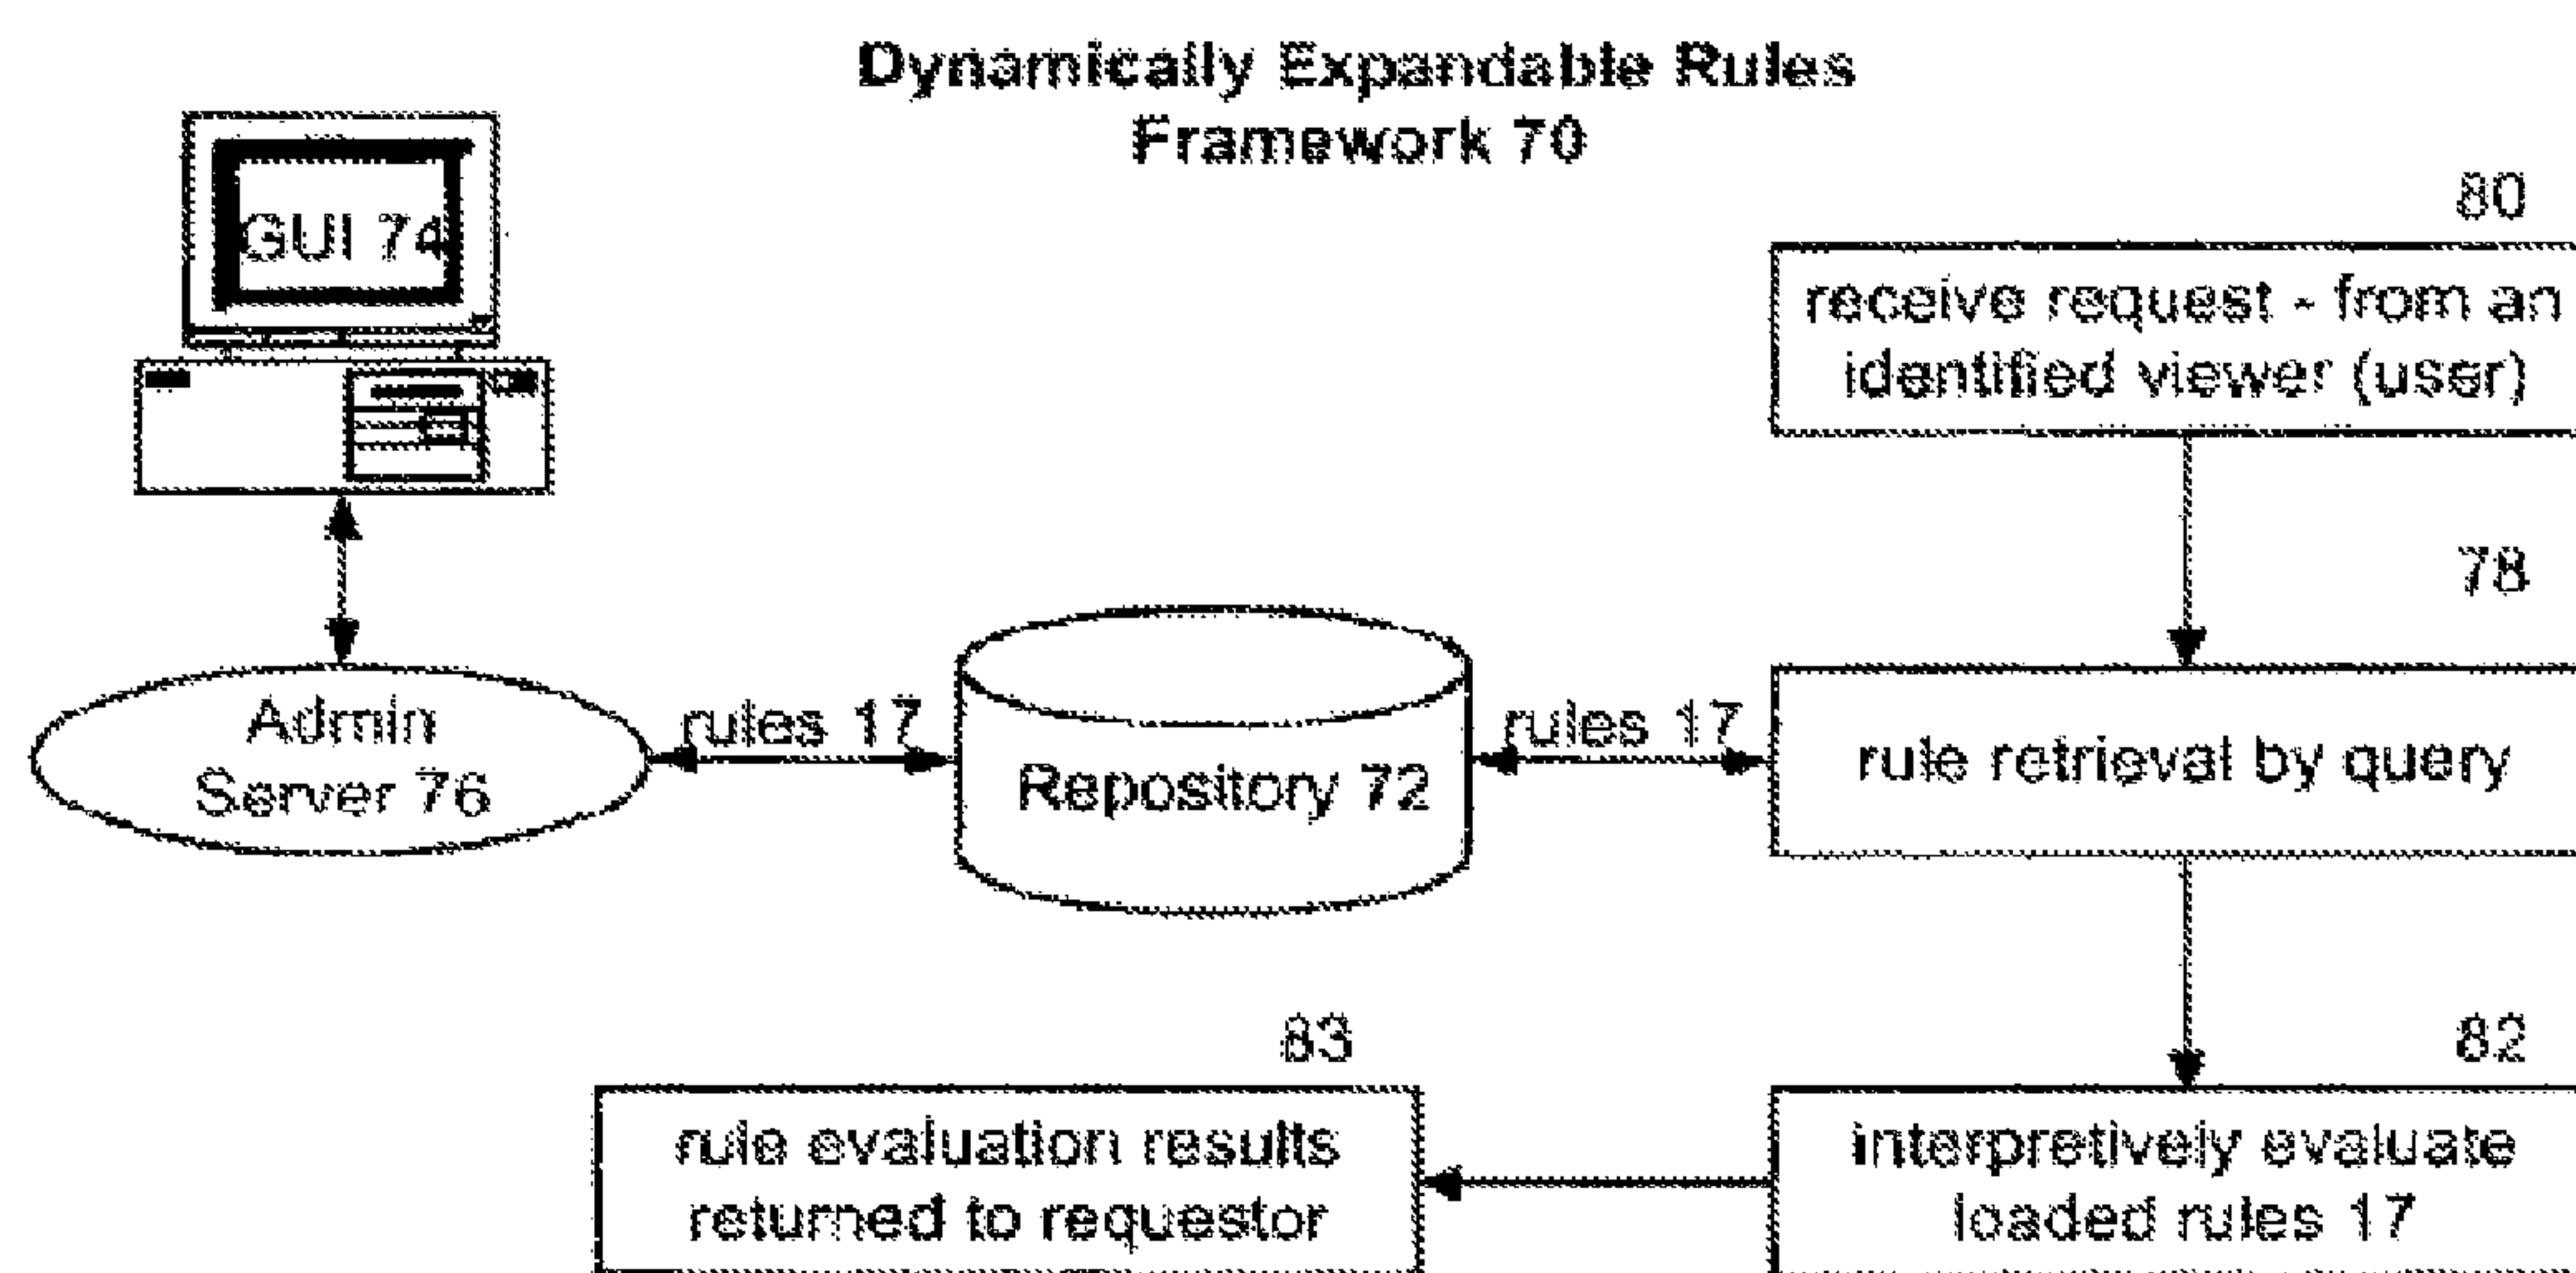 Dynamically Expandable Rules
Framework 70
GUI 74
80
receive request - from an
identified viewer (user)
78
Admin
Server 76
rules 17
Repository 72
rules 17
rule retrieval by query
83
82
rule evaluation results
returned to requestor
interpretively evaluate
loaded rules 17